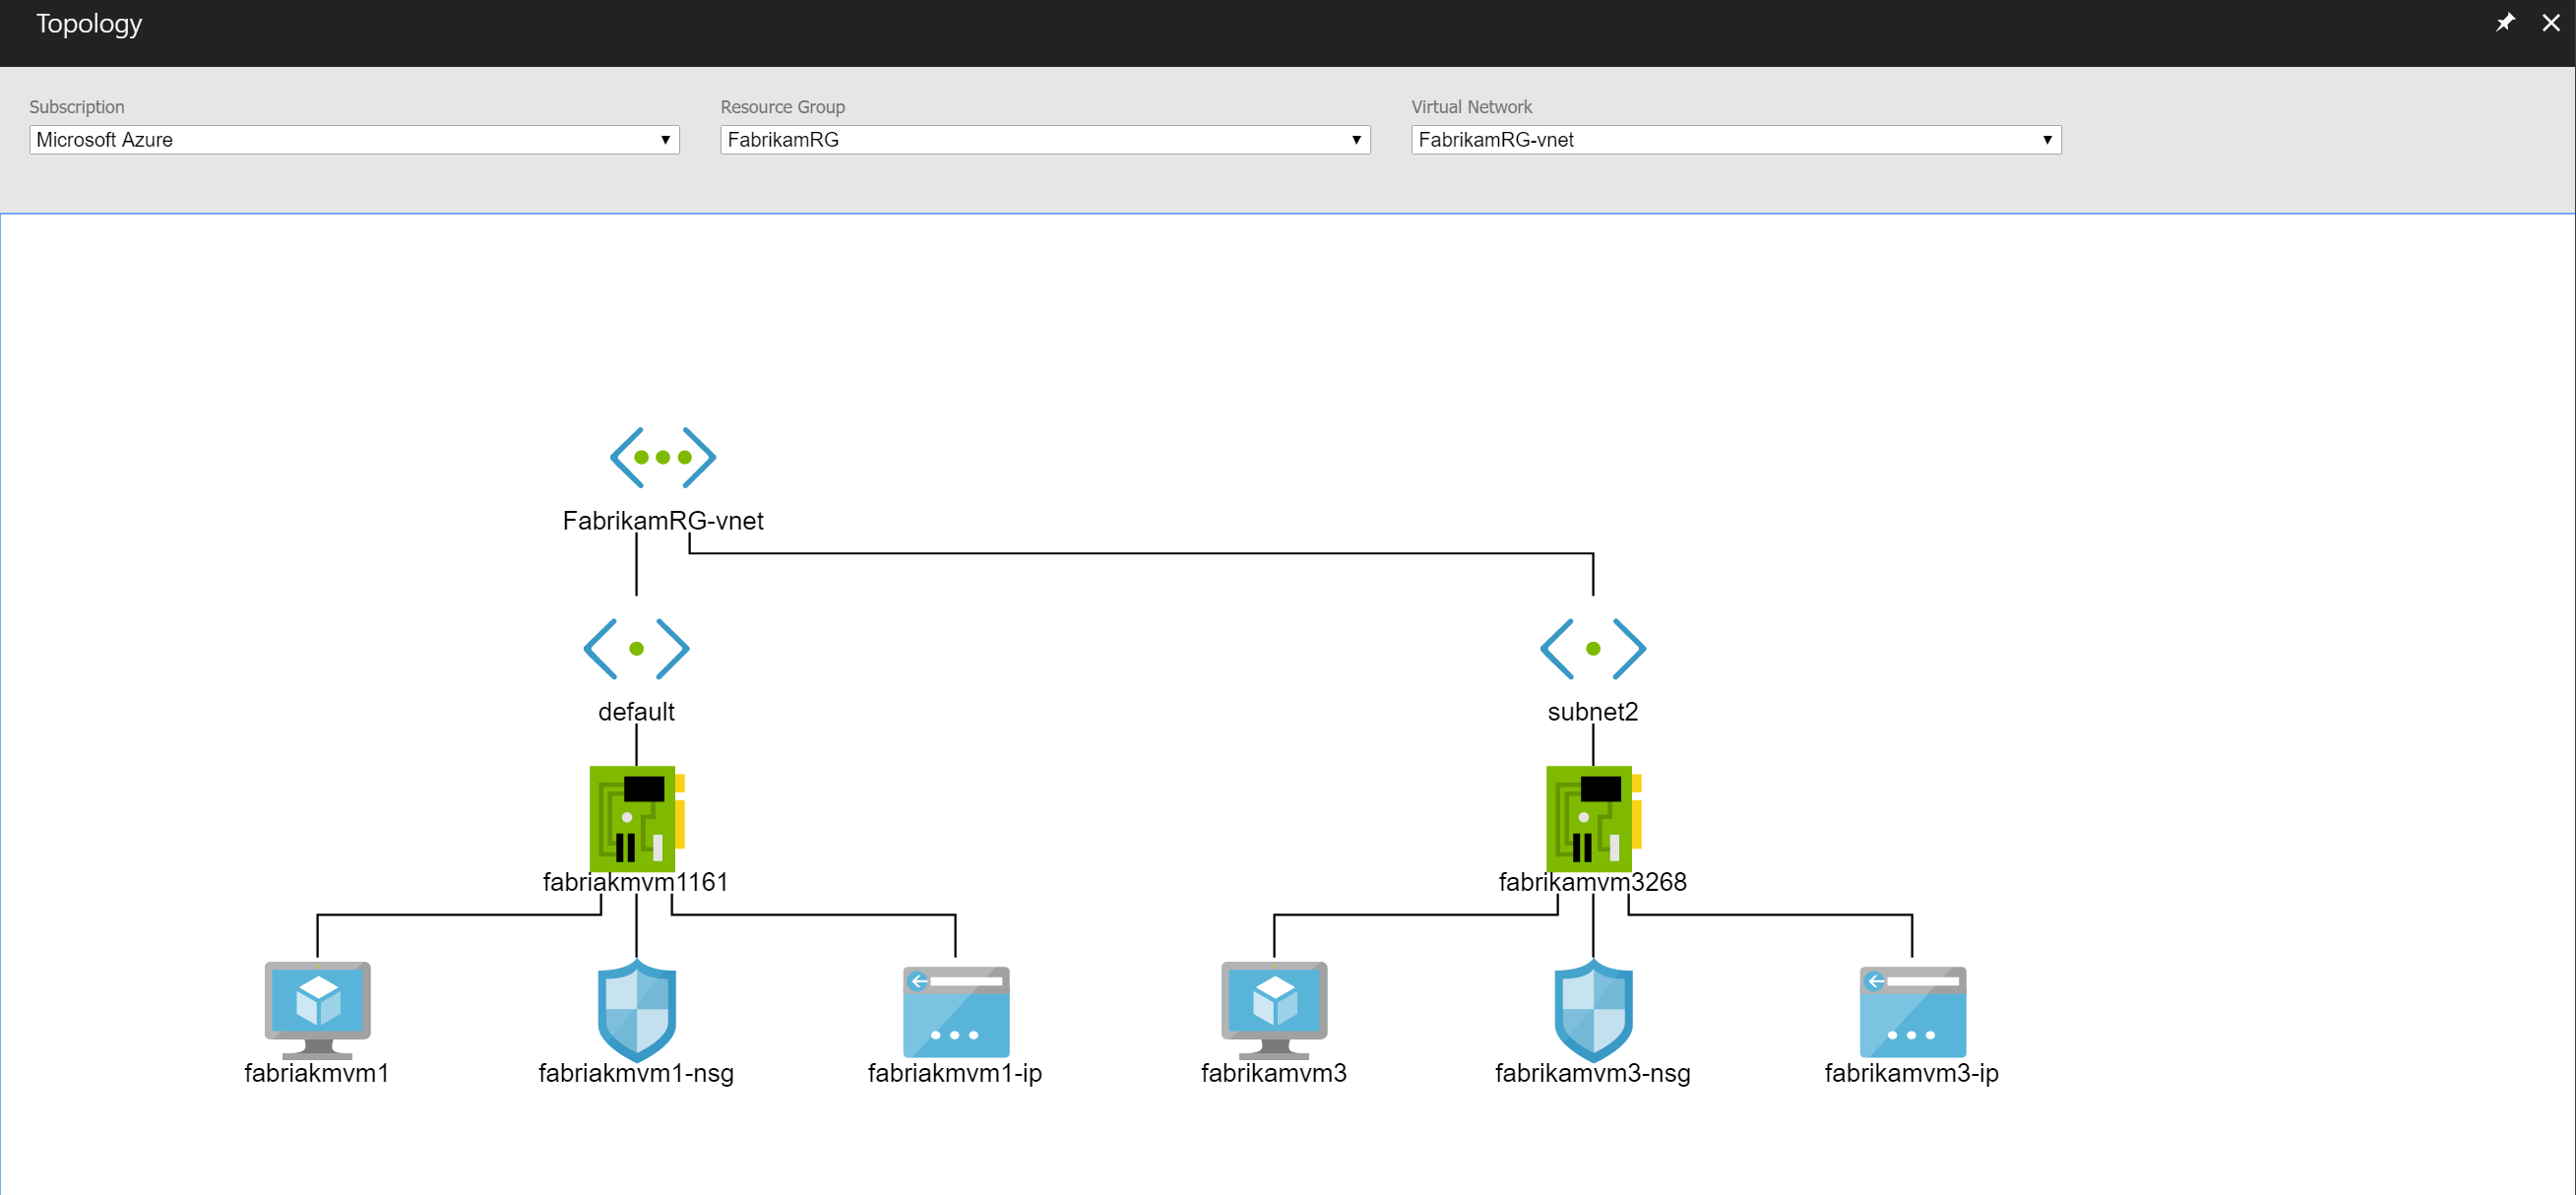 Topology
Subscription
Resource Group
Virtual Network
Microsoft Azure
FabrikamRG
FabrikamRG-vnet
FabrikamRG-vnet
default
subnet2
fabriakmvm1161
fabrikamvm3268
fabriakmvm1
fabriakmvm1-nsg
fabriakmvm1-ip
fabrikamvm3
fabrikamvm3-nsg
fabrikamvm3-ip